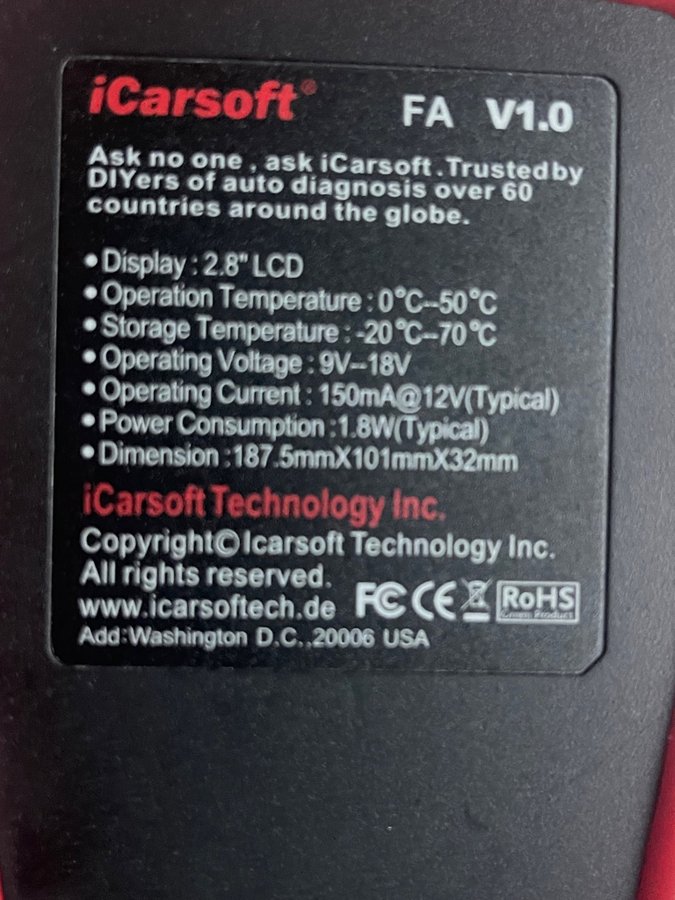 iCarsoft® FA V1.0
Ask no one , ask iCarsoft .Trusted by
DIYers of auto diagnosis over 60
countries around the globe.
•Display : 2.8" LCD
•Operation Temperature : 0°C--50°C
•Storage Temperature : -20°C--70°C
•Operating Voltage : 9V--18V
•Operating Current : 150mA@12V(Typical)
•Power Consumption :1.8W(Typical)
•Dimension :187.5mmX101mmX32mm
iCarsoft Technology Inc.
Copyright©Icarsoft Technology Inc.
All rights reserved.
www.icarsoftech.de FC CE RoHS
Product
Add:Washington D.C.,20006 USA